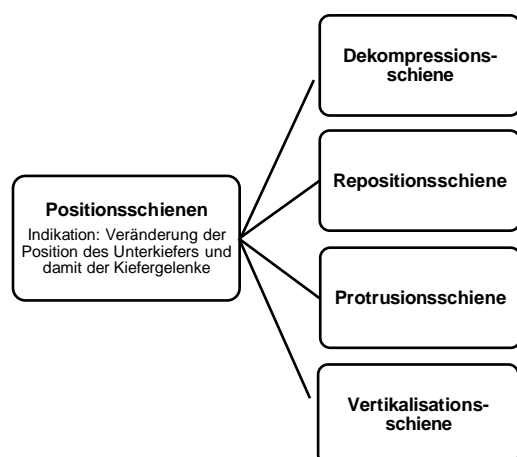 Positionsschienen
Indikation: Veränderung der
Position des Unterkiefers und
damit der Kiefergelenke
Dekompressions-
schiene
Repositionsschiene
Protrusionsschiene
Vertikalisations-
schiene